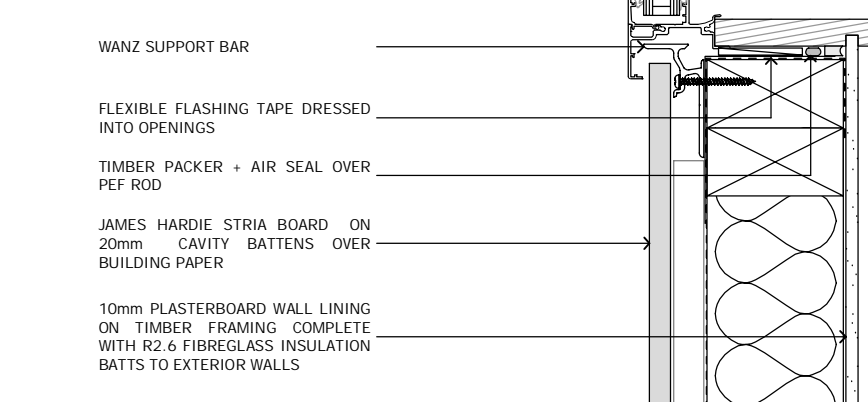 WANZ SUPPORT BAR
FLEXIBLE FLASHING TAPE DRESSED
INTO OPENINGS
TIMBER PACKER + AIR SEAL OVER
PEF ROD
JAMES HARDIE STRIA BOARD ON
20mm CAVITY BATTENS OVER
BUILDING PAPER
10mm PLASTERBOARD WALL LINING
ON TIMBER FRAMING COMPLETE
WITH R2.6 FIBREGLASS INSULATION
BATTS TO EXTERIOR WALLS